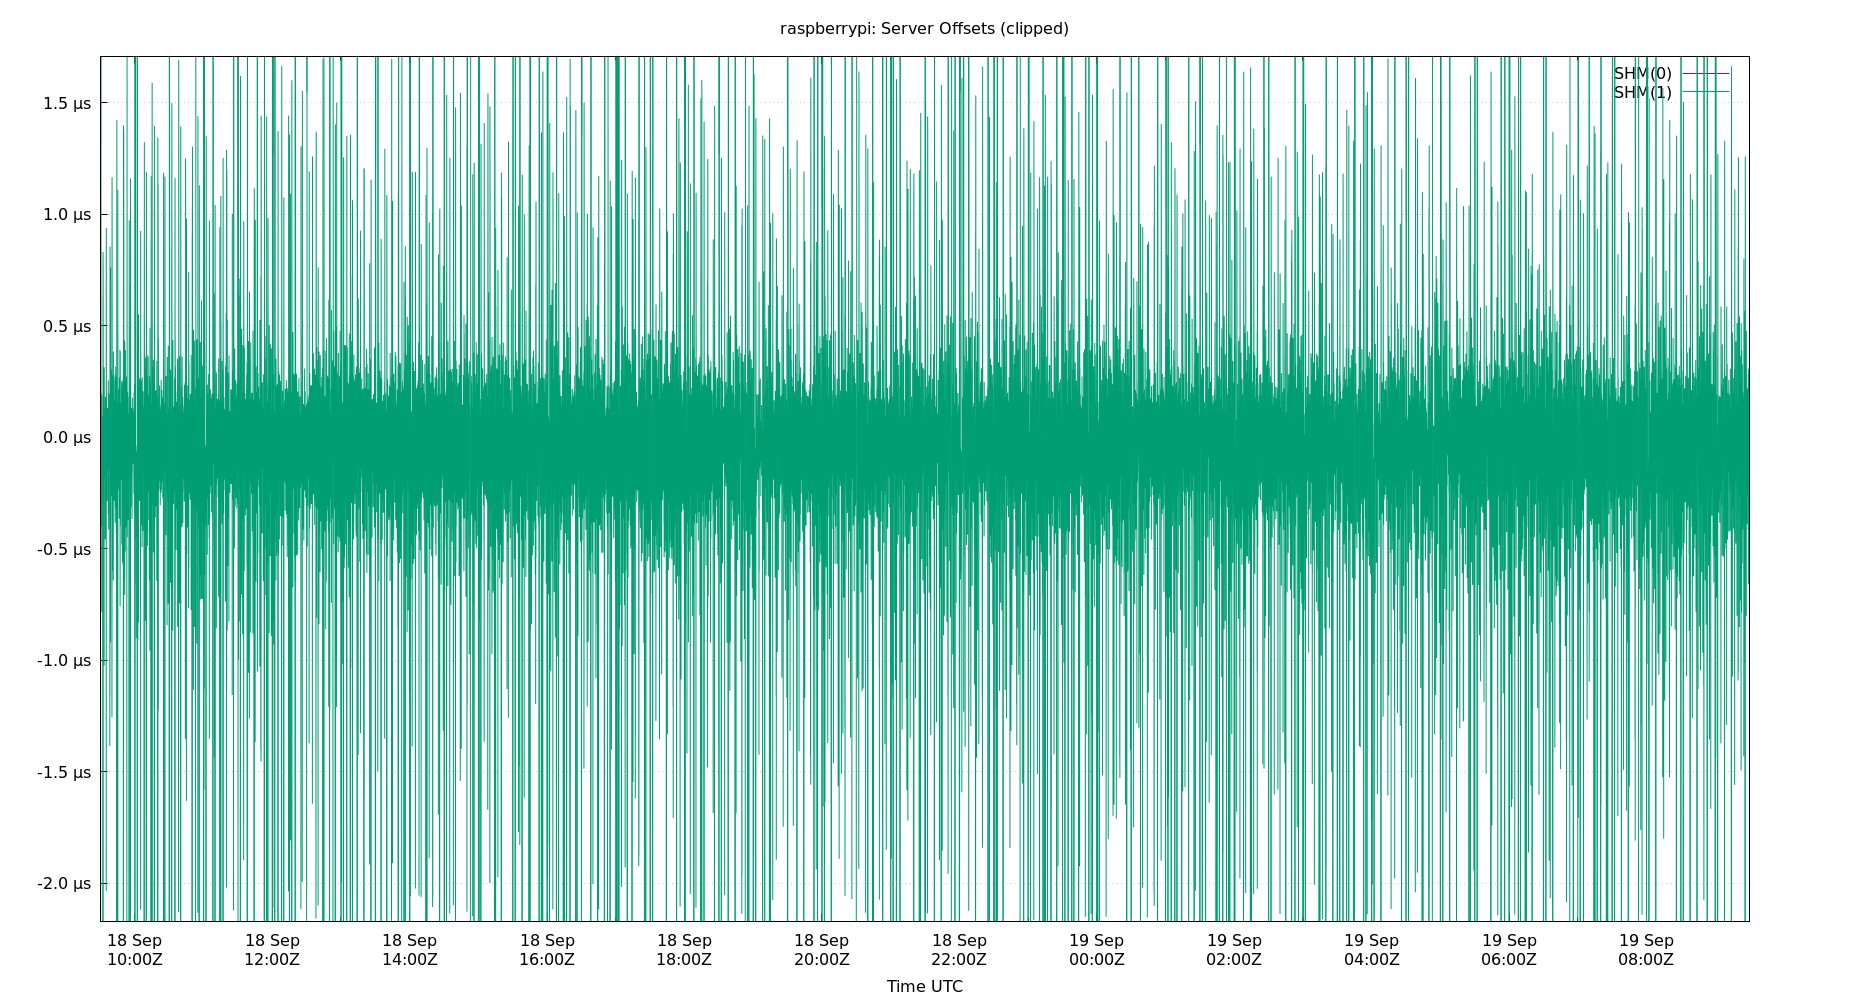 raspberrypi: Server Offsets (clipped)
SHM(0)
SHM(1)
1.5 µs
1.0 µs
0.5 µs
0.0 µs
-0.5 µs
-1.0 µs
-1.5 µs
-2.0 µs
18 Sep 18 Sep 18 Sep 18 Sep 18 Sep 18 Sep 18 Sep 19 Sep 19 Sep 19 Sep 19 Sep 19 Sep
10:00Z 12:00Z 14:00Z 16:00Z 18:00Z 20:00Z 22:00Z 00:00Z 02:00Z 04:00Z 06:00Z 08:00Z
Time UTC